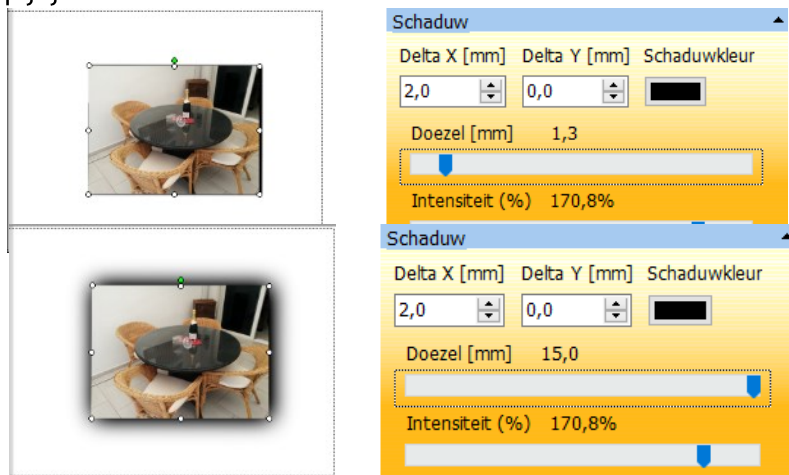 Schaduw
Delta X [mm] Delta Y [mm] Schaduwkleur
2,0 0,0
Doezel [mm] 1,3
Intensiteit (%) 170,8%
Schaduw
Delta X [mm] Delta Y [mm] Schaduwkleur
2,0 0,0
Doezel [mm] 15,0
Intensiteit (%) 170,8%